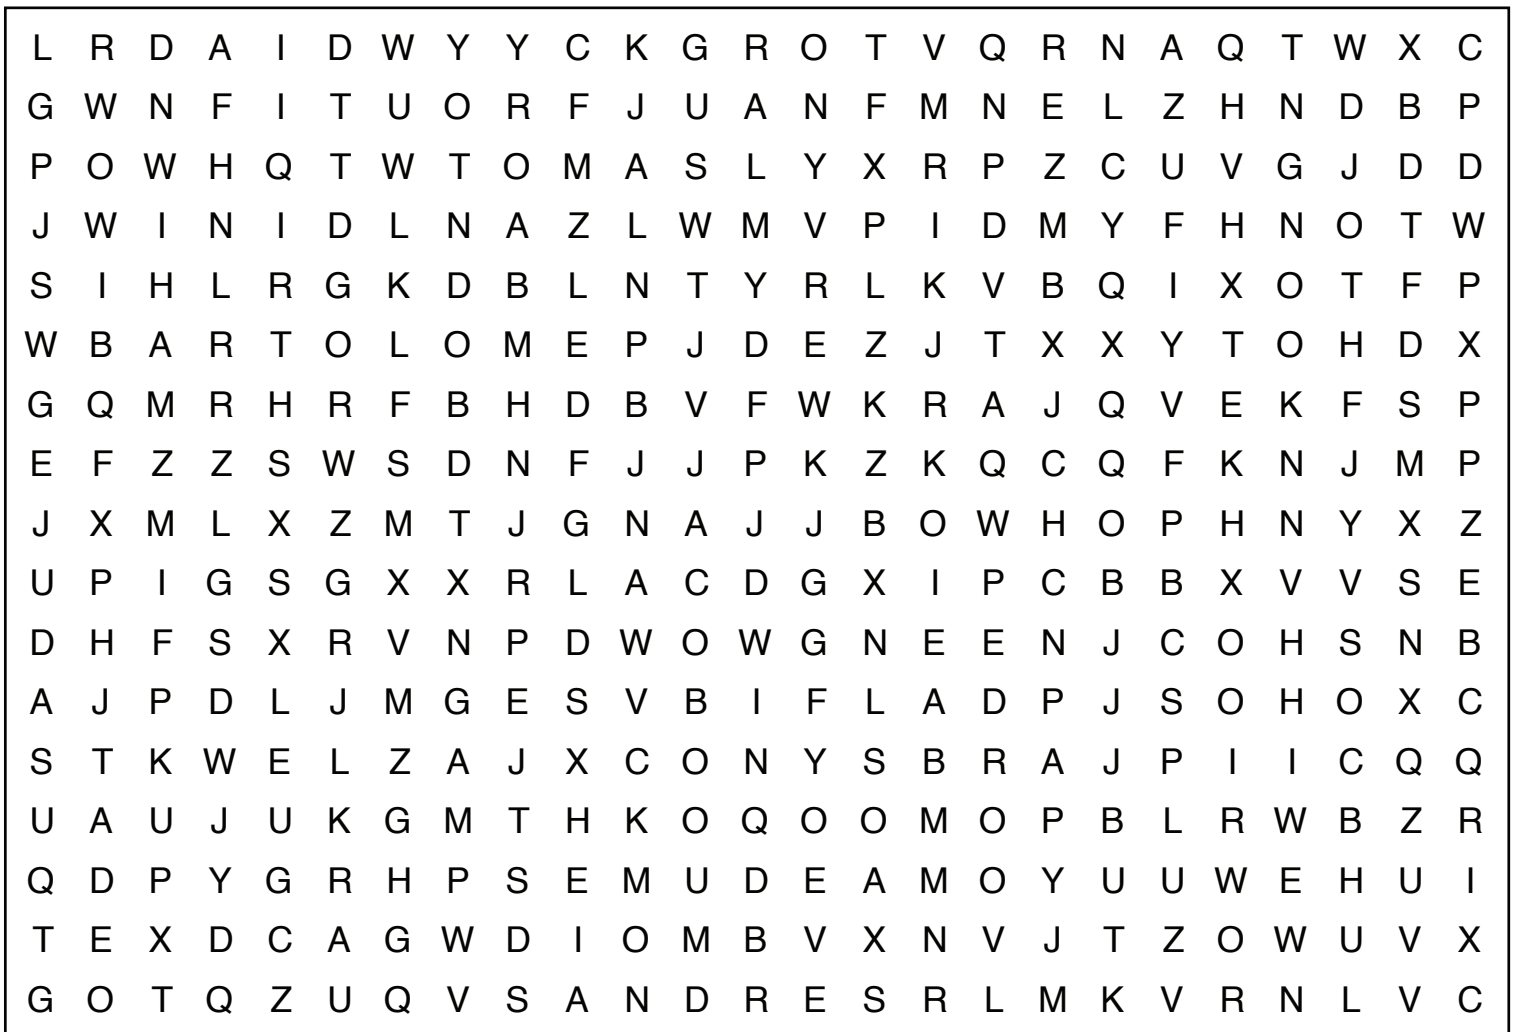 L R D A I D W Y Y C K G R O T V Q R N A Q T W X C
G W N F I T U O R F J U A N F M N E L Z H N D B P
P O W H Q T W T O M A S L Y X R P Z C U V G J D D
J W I N I D L N A Z L W M V P I D M Y F H N O T W
S I H L R G K D B L N T Y R L K V B Q I X O T F P
W B A R T O L O M E P J D E Z J T X X Y T O H D X
G Q M R H R F B H D B V F W K R A J Q V E K F S P
E F Z Z S W S D N F J J P K Z K Q C Q F K N J M P
J X M L X Z M T J G N A J J B O W H O P H N Y X Z
U P I G S G X X R L A C D G X I P C B B X V V S E
D H F S X R V N P D W O W G N E E N J C O H S N B
A J P D L J M G E S V B I F L A D P J S O H O X C
S T K W E L Z A J X C O N Y S B R A J P I I C Q Q
U A U J U K G M T H K O Q O O M O P B L R W B Z R
Q D P Y G R H P S E M U D E A M O Y U U W E H U I
T E X D C A G W D I O M B V X N V J T Z O W U V X
G O T Q Z U Q V S A N D R E S R L M K V R N L V C